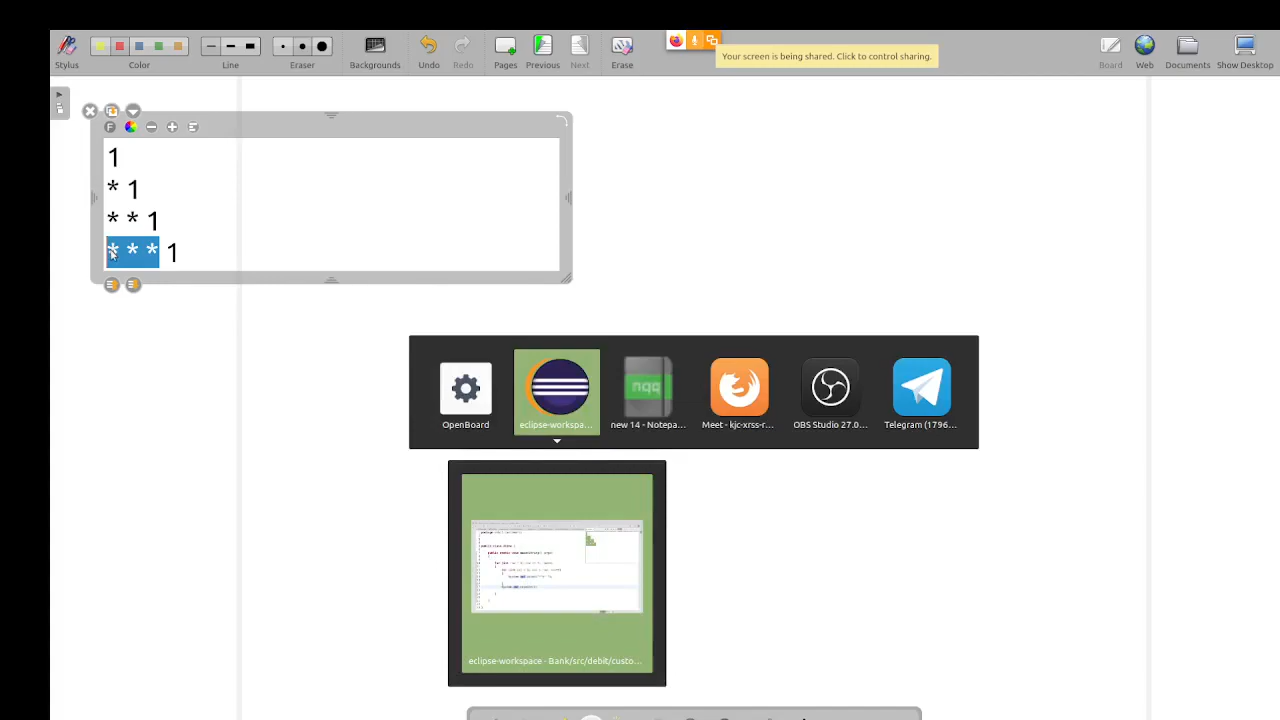 Your screen is being shared. Click to control sharing.
Stylus
Color
Line
Eraser
Backgrounds
Undo
Redo
Pages
Previous
Next
Erase
Board
Web
Documents
Show Desktop
F
1
* 1
* * 1
* * * 1
nqq
OpenBoard
eclipse-workspa...
new 14 - Notepa...
Meet - kjc-xrss-r...
OBS Studio 27.0...
Telegram (1796...
eclipse-workspace - Bank/src/debit/custo...